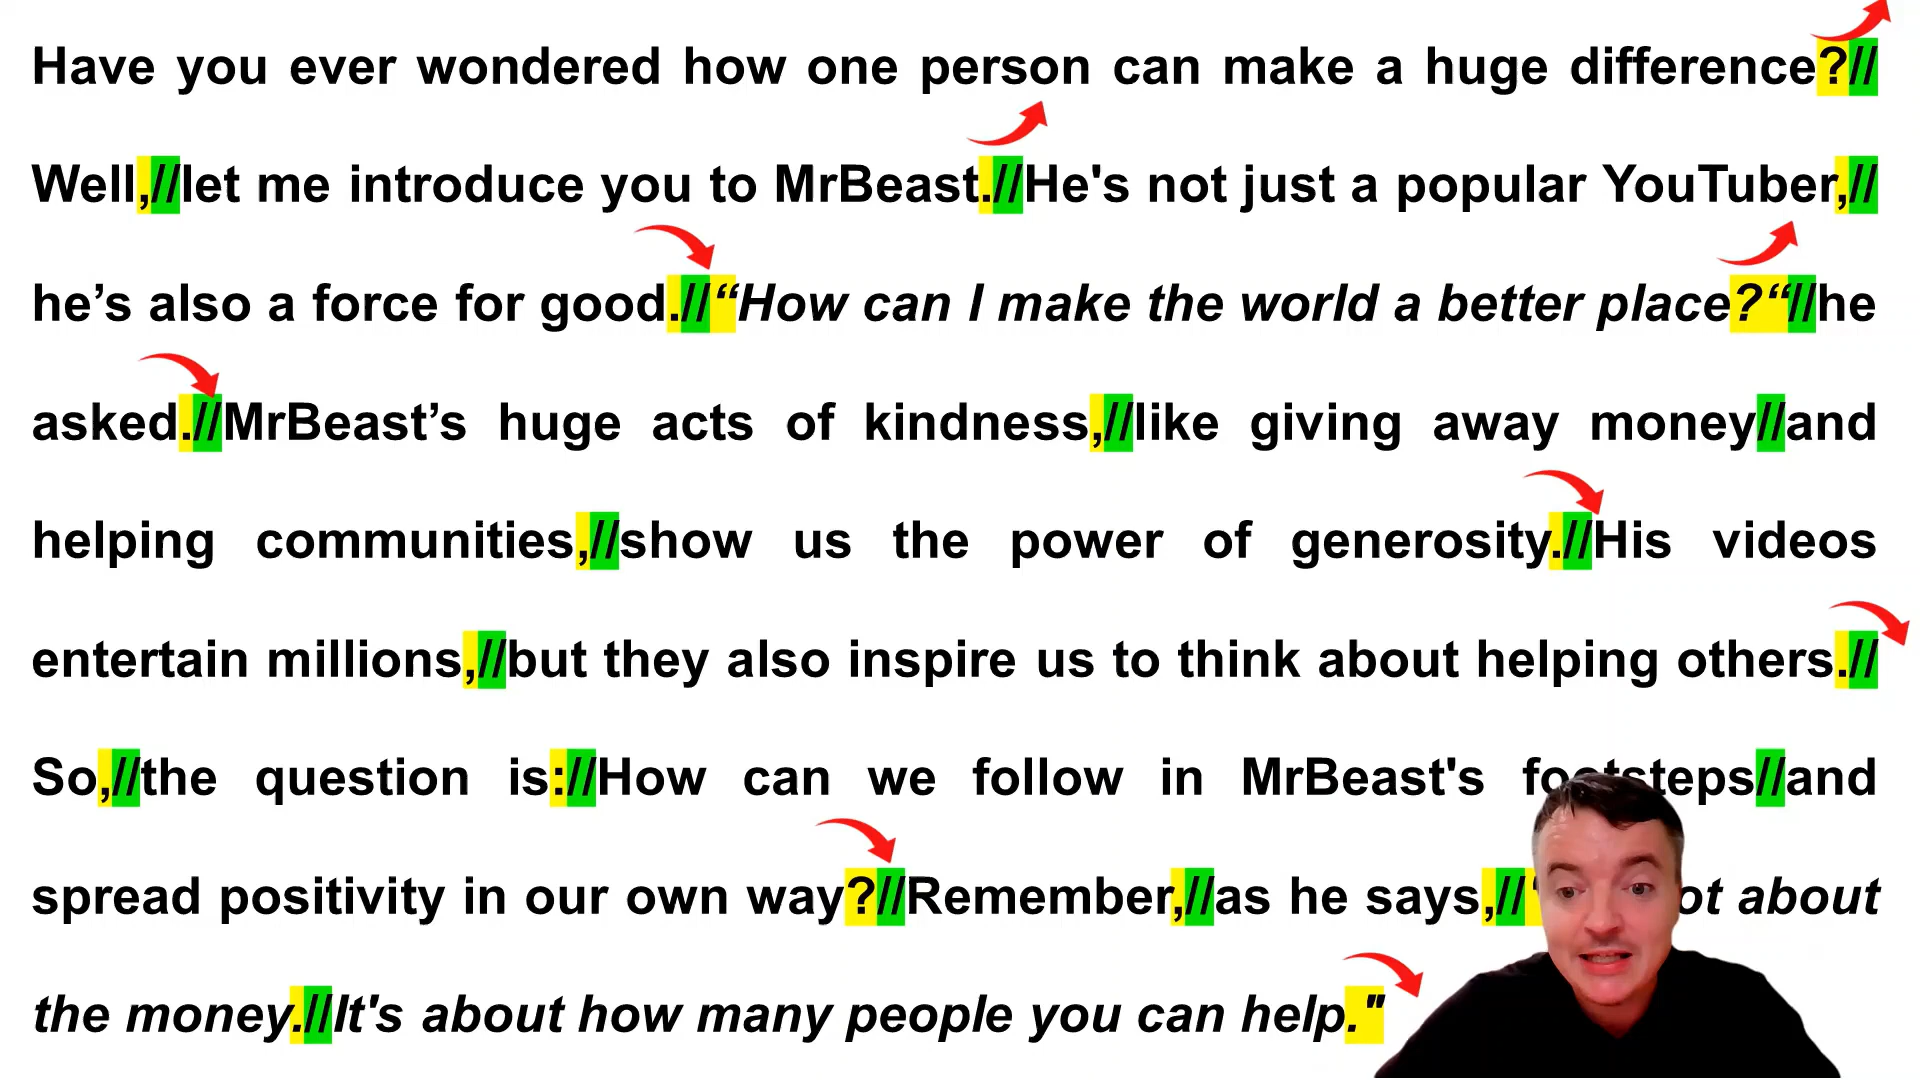 Have you ever wondered how one person can make a huge difference?//
Well,//let me introduce you to MrBeast.//He's not just a popular YouTuber,//
he’s also a force for good.//“How can I make the world a better place?“//he
asked.//MrBeast’s huge acts of kindness,//like giving away money//and
helping communities,//show us the power of generosity.//His videos
entertain millions,//but they also inspire us to think about helping others.//
So,//the question is://How can we follow in MrBeast's footsteps//and
spread positivity in our own way?//Remember,//as he says,// about
the money.//It's about how many people you can help."